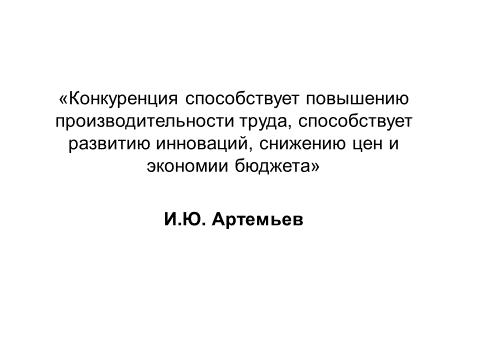 «Конкуренция способствует повышению
производительности труда, способствует
развитию инноваций, снижению цен и
экономии бюджета»
И.Ю. Артемьев